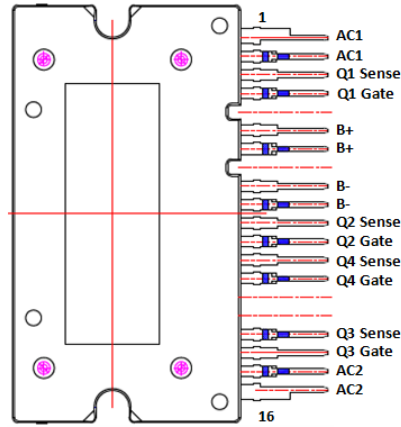 1
AC1
AC1
Q1 Sense
Q1 Gate
B+
B+
B-
B-
Q2 Sense
Q2 Gate
Q4 Sense
Q4 Gate
Q3 Sense
Q3 Gate
AC2
AC2
16